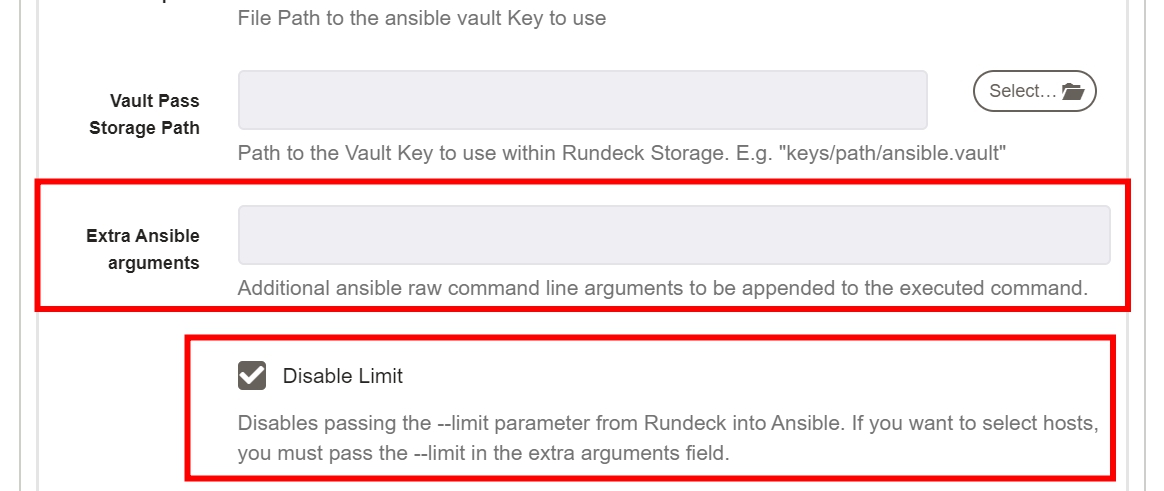 File Path to the ansible vault Key to use
Vault Pass
Storage Path
Select...
Path to the Vault Key to use within Rundeck Storage. E.g. "keys/path/ansible.vault"
Extra Ansible
arguments
Additional ansible raw command line arguments to be appended to the executed command.
Disable Limit
Disables passing the --limit parameter from Rundeck into Ansible. If you want to select hosts,
you must pass the --limit in the extra arguments field.